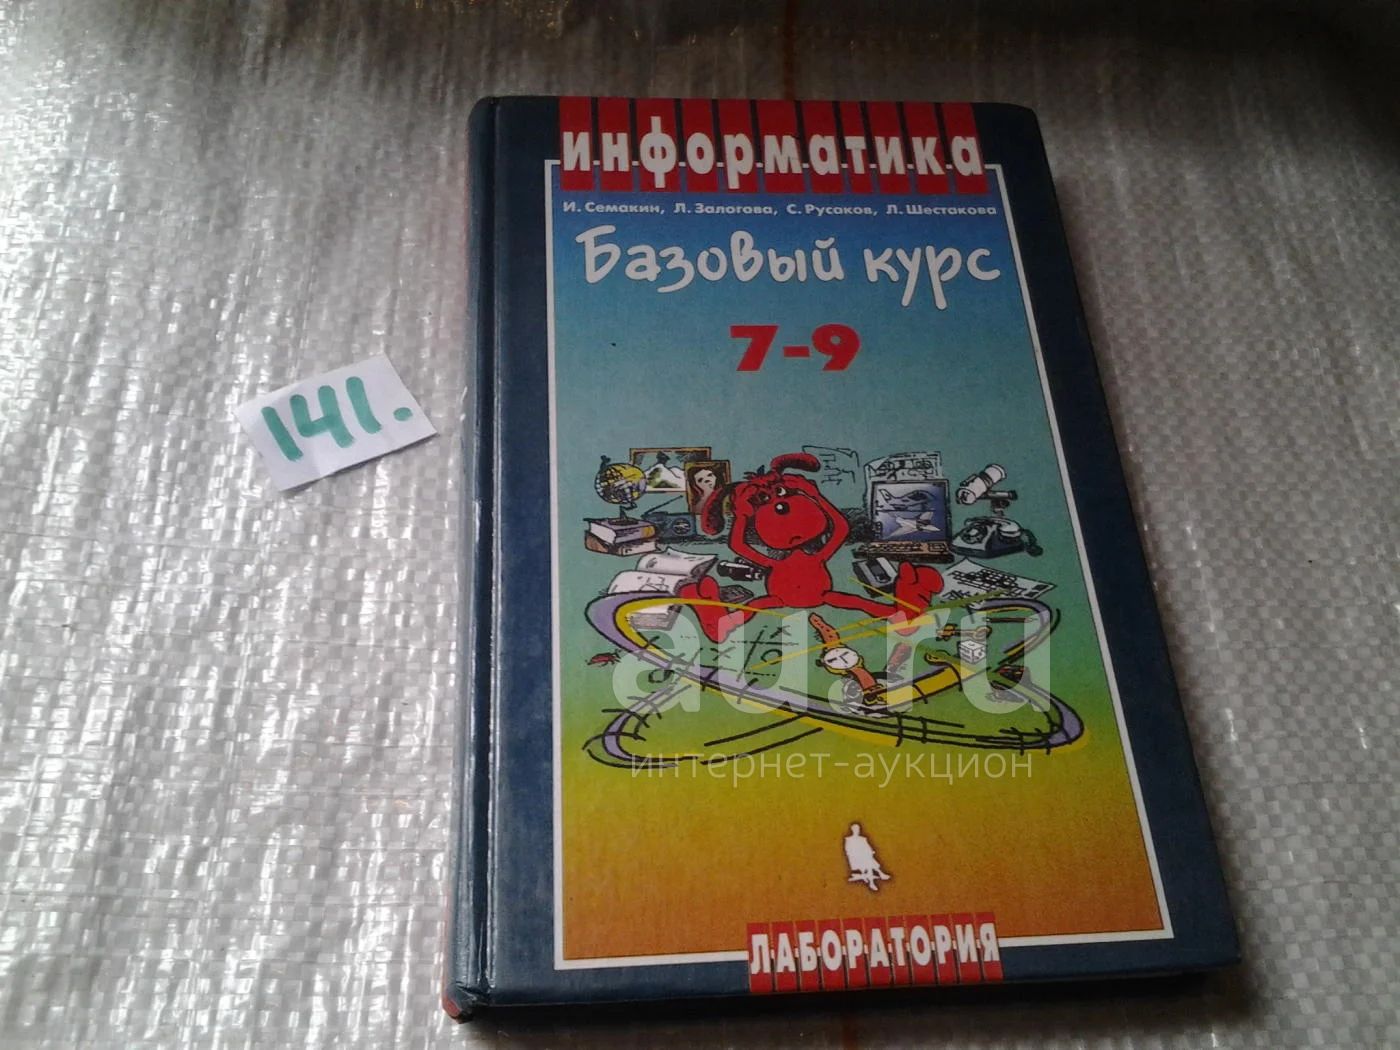 информатика
И. Семакин, Л. Залогова, С. Русаков, Л. Шестакова
Базовый курс
7-9
141.
au.ru
интернет-аукцион
ЛАБОРАТОРИЯ